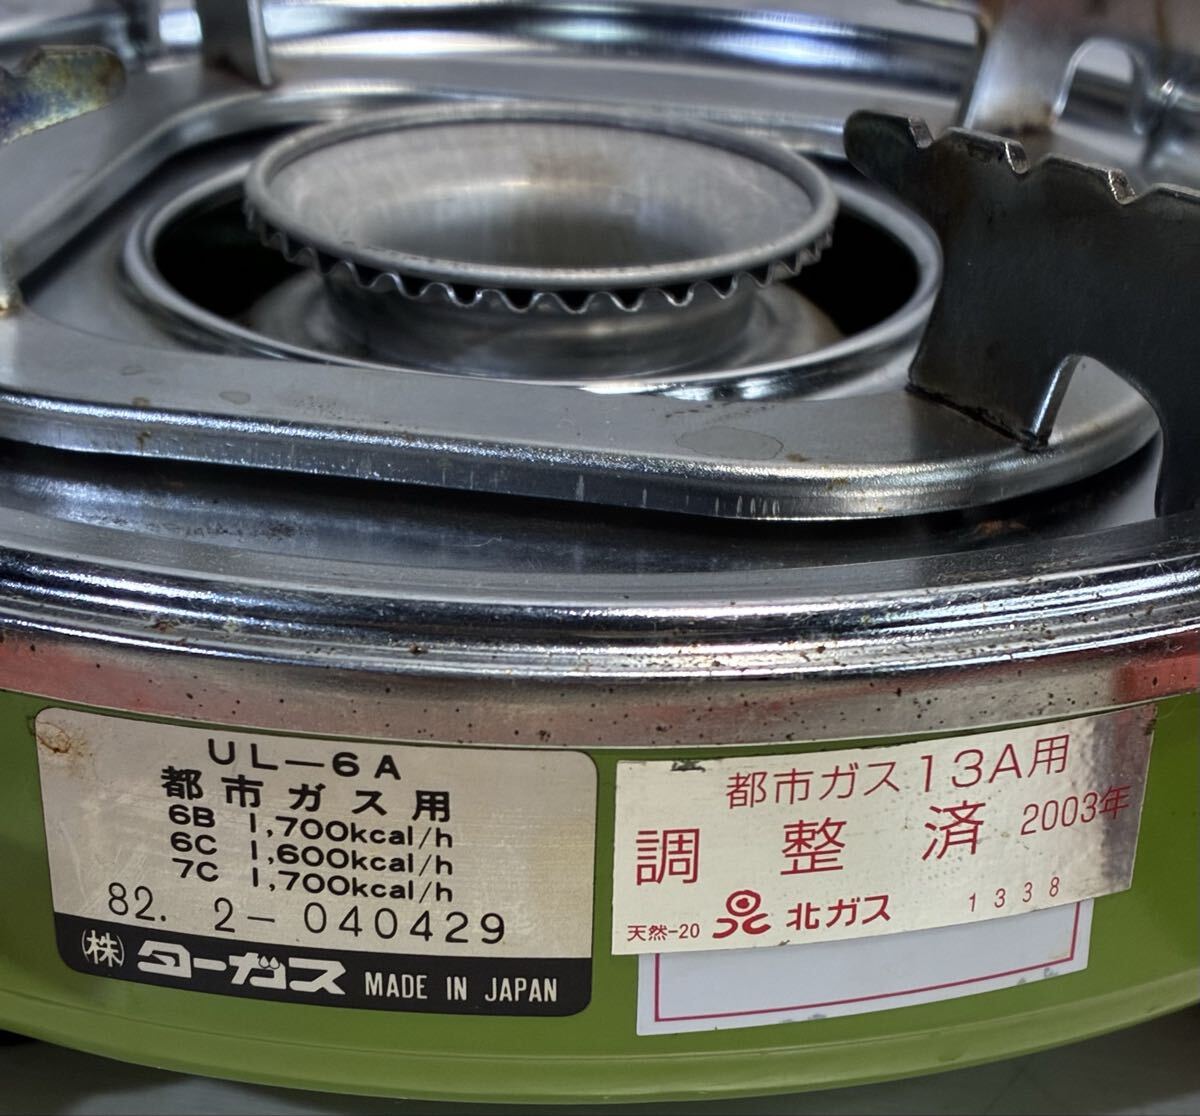 UL-6A
都市ガス用
6B 1,700kcal/h
6C 1,600kcal/h
7C 1,700kcal/h
82. 2-040429
(株)ターガス MADE IN JAPAN
都市ガス13A用
調整済 2003年
天然-20 北ガス 1338